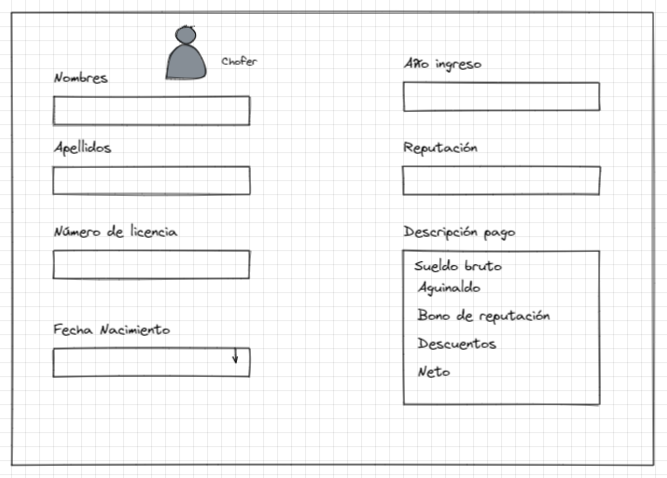 Chofer
Nombres
Apellidos
Número de licencia
Fecha Nacimiento
Año ingreso
Reputación
Descripción pago
Sueldo bruto
Aguinaldo
Bono de reputación
Descuentos
Neto